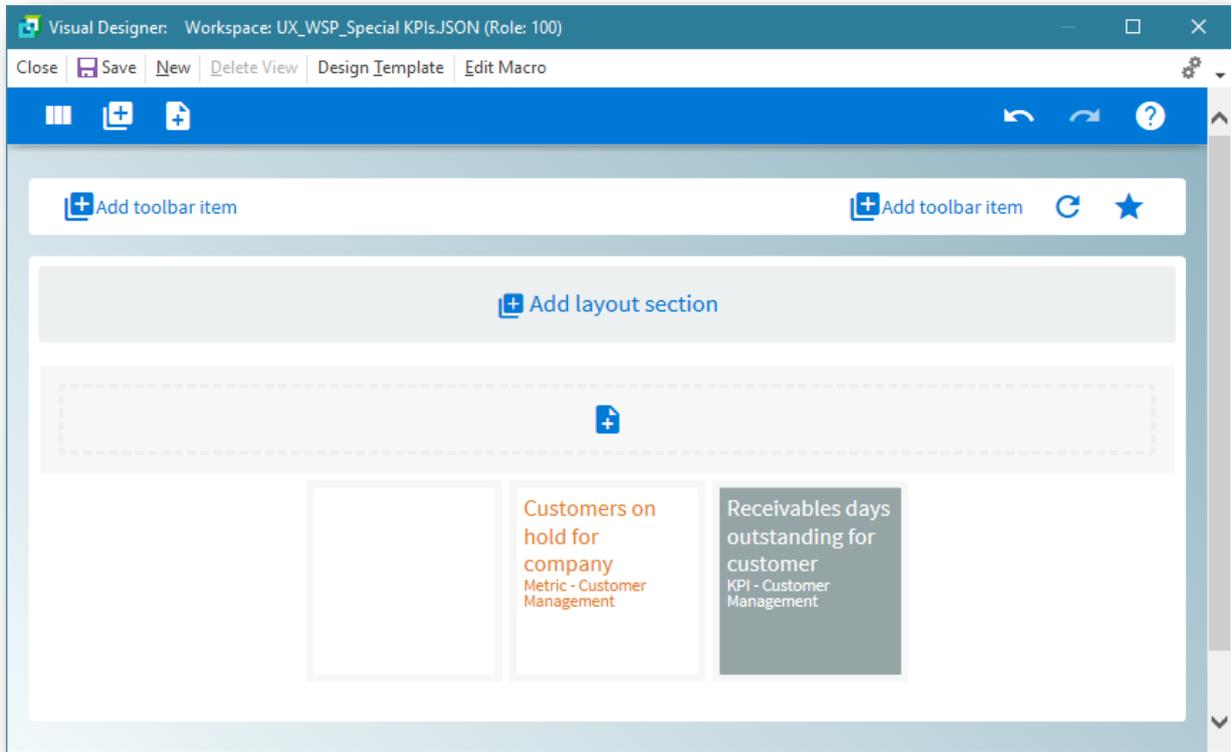 Visual Designer: Workspace: UX_WSP_Special KPIs.JSON (Role: 100)
Close Save New Delete View Design Template Edit Macro
Add toolbar item Add toolbar item
Add layout section
Customers on
hold for
company
Metric - Customer
Management
Receivables days
outstanding for
customer
KPI - Customer
Management